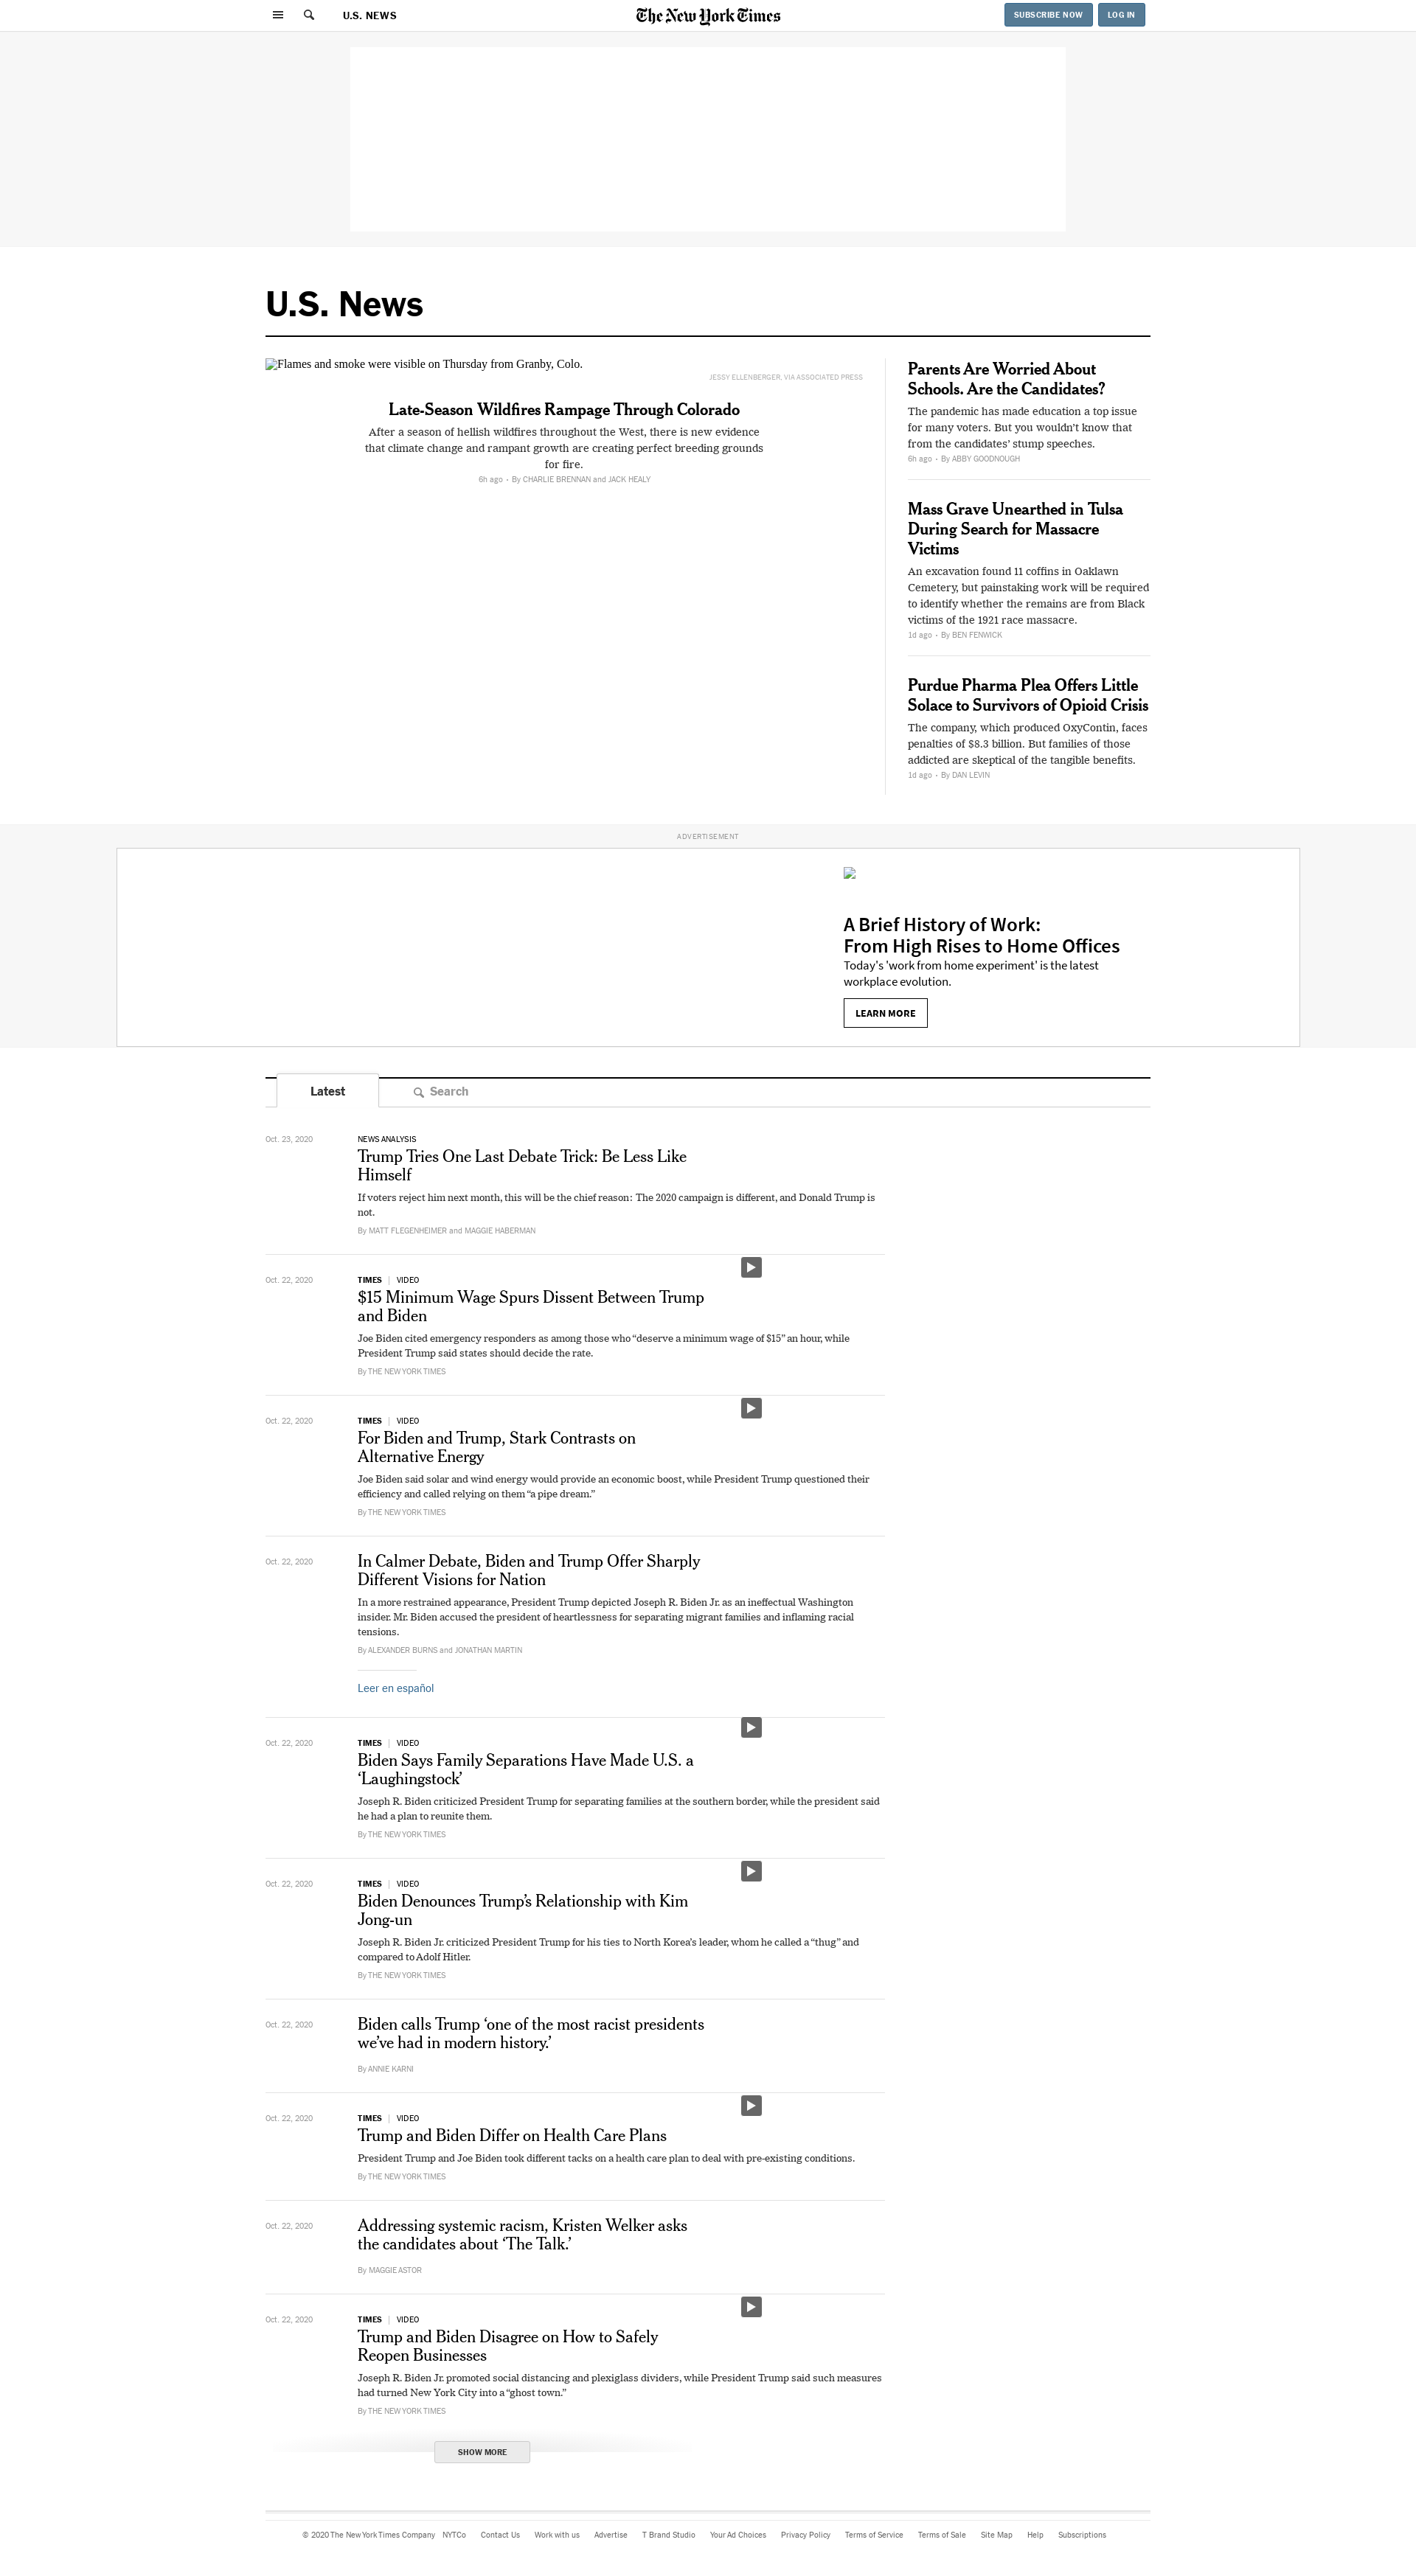 U.S. NEWS
The New York Times
SUBSCRIBE NOW
LOG IN
U.S. News
Flames and smoke were visible on Thursday from Granby, Colo.
JESSY ELLENBERGER, VIA ASSOCIATED PRESS
Late-Season Wildfires Rampage Through Colorado
After a season of hellish wildfires throughout the West, there is new evidence
that climate change and rampant growth are creating perfect breeding grounds
for fire.
6h ago • By CHARLIE BRENNAN and JACK HEALY
Parents Are Worried About
Schools. Are the Candidates?
The pandemic has made education a top issue
for many voters. But you wouldn’t know that
from the candidates’ stump speeches.
6h ago • By ABBY GOODNOUGH
Mass Grave Unearthed in Tulsa
During Search for Massacre
Victims
An excavation found 11 coffins in Oaklawn
Cemetery, but painstaking work will be required
to identify whether the remains are from Black
victims of the 1921 race massacre.
1d ago • By BEN FENWICK
Purdue Pharma Plea Offers Little
Solace to Survivors of Opioid Crisis
The company, which produced OxyContin, faces
penalties of $8.3 billion. But families of those
addicted are skeptical of the tangible benefits.
1d ago • By DAN LEVIN
ADVERTISEMENT
A Brief History of Work:
From High Rises to Home Offices
Today's 'work from home experiment' is the latest
workplace evolution.
LEARN MORE
Latest
Search
Oct. 23, 2020
NEWS ANALYSIS
Trump Tries One Last Debate Trick: Be Less Like
Himself
If voters reject him next month, this will be the chief reason: The 2020 campaign is different, and Donald Trump is
not.
By MATT FLEGENHEIMER and MAGGIE HABERMAN
Oct. 22, 2020
TIMES | VIDEO
$15 Minimum Wage Spurs Dissent Between Trump
and Biden
Joe Biden cited emergency responders as among those who “deserve a minimum wage of $15” an hour, while
President Trump said states should decide the rate.
By THE NEW YORK TIMES
Oct. 22, 2020
TIMES | VIDEO
For Biden and Trump, Stark Contrasts on
Alternative Energy
Joe Biden said solar and wind energy would provide an economic boost, while President Trump questioned their
efficiency and called relying on them “a pipe dream.”
By THE NEW YORK TIMES
Oct. 22, 2020
In Calmer Debate, Biden and Trump Offer Sharply
Different Visions for Nation
In a more restrained appearance, President Trump depicted Joseph R. Biden Jr. as an ineffectual Washington
insider. Mr. Biden accused the president of heartlessness for separating migrant families and inflaming racial
tensions.
By ALEXANDER BURNS and JONATHAN MARTIN
Leer en español
Oct. 22, 2020
TIMES | VIDEO
Biden Says Family Separations Have Made U.S. a
‘Laughingstock’
Joseph R. Biden criticized President Trump for separating families at the southern border, while the president said
he had a plan to reunite them.
By THE NEW YORK TIMES
Oct. 22, 2020
TIMES | VIDEO
Biden Denounces Trump’s Relationship with Kim
Jong-un
Joseph R. Biden Jr. criticized President Trump for his ties to North Korea’s leader, whom he called a “thug” and
compared to Adolf Hitler.
By THE NEW YORK TIMES
Oct. 22, 2020
Biden calls Trump ‘one of the most racist presidents
we’ve had in modern history.’
By ANNIE KARNI
Oct. 22, 2020
TIMES | VIDEO
Trump and Biden Differ on Health Care Plans
President Trump and Joe Biden took different tacks on a health care plan to deal with pre-existing conditions.
By THE NEW YORK TIMES
Oct. 22, 2020
Addressing systemic racism, Kristen Welker asks
the candidates about ‘The Talk.’
By MAGGIE ASTOR
Oct. 22, 2020
TIMES | VIDEO
Trump and Biden Disagree on How to Safely
Reopen Businesses
Joseph R. Biden Jr. promoted social distancing and plexiglass dividers, while President Trump said such measures
had turned New York City into a “ghost town.”
By THE NEW YORK TIMES
SHOW MORE
© 2020 The New York Times Company NYTCo Contact Us Work with us Advertise T Brand Studio Your Ad Choices Privacy Policy Terms of Service Terms of Sale Site Map Help Subscriptions